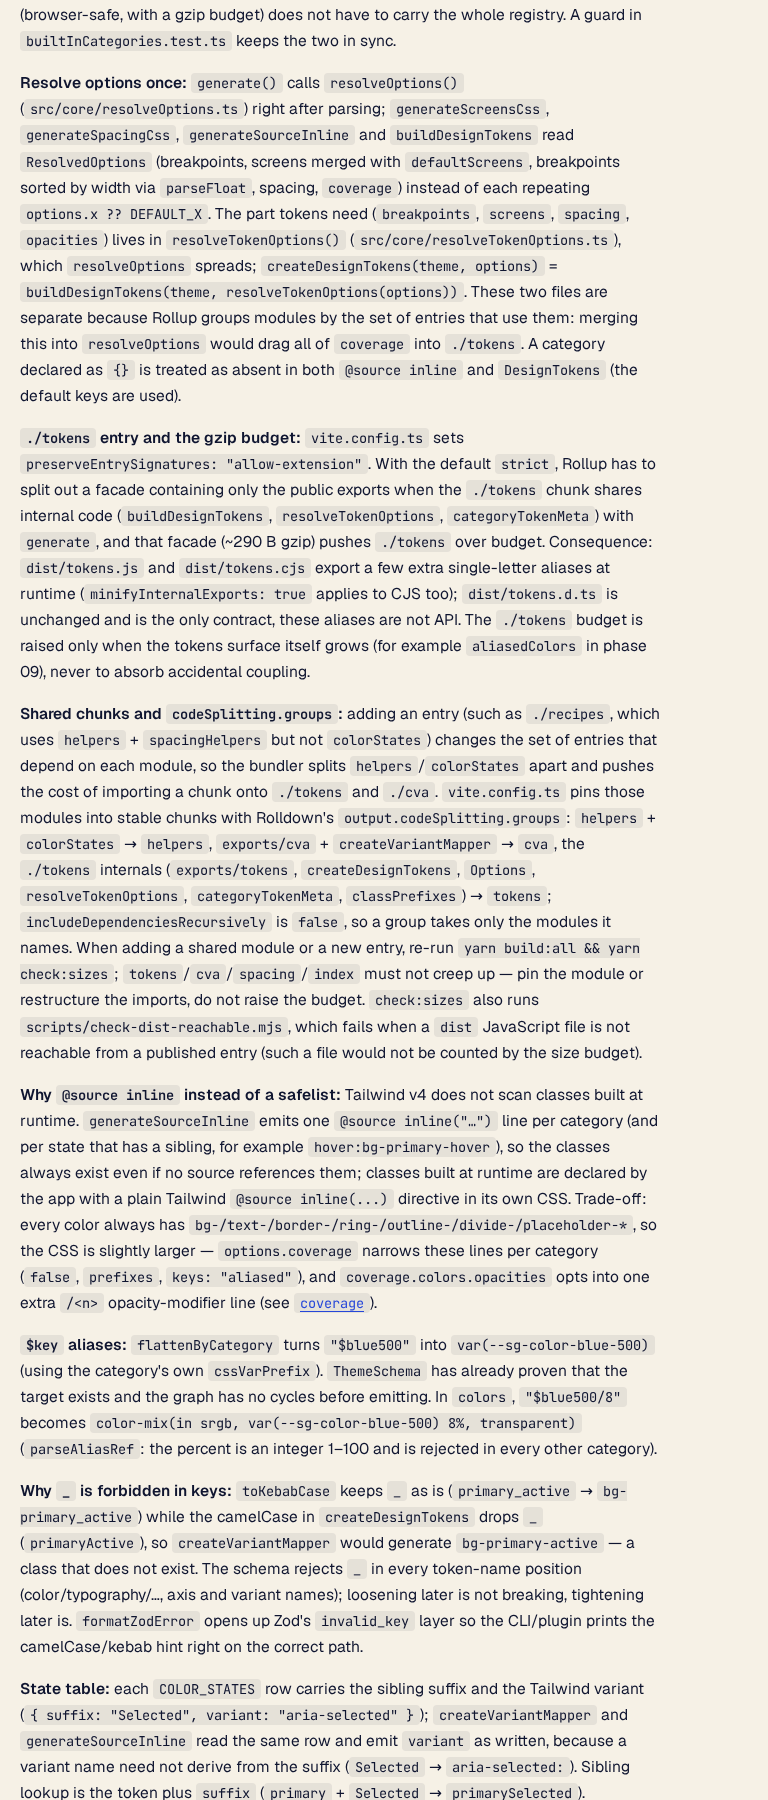 (browser-safe, with a gzip budget) does not have to carry the whole registry. A guard in
builtInCategories.test.ts keeps the two in sync.
Resolve options once: generate() calls resolveOptions()
(src/core/resolveOptions.ts) right after parsing; generateScreensCss,
generateSpacingCss, generateSourceInline and buildDesignTokens read
ResolvedOptions (breakpoints, screens merged with defaultScreens, breakpoints
sorted by width via parseFloat, spacing, coverage) instead of each repeating
options.x ?? DEFAULT_X. The part tokens need (breakpoints, screens, spacing,
opacities) lives in resolveTokenOptions() (src/core/resolveTokenOptions.ts),
which resolveOptions spreads; createDesignTokens(theme, options) =
buildDesignTokens(theme, resolveTokenOptions(options)). These two files are
separate because Rollup groups modules by the set of entries that use them: merging
this into resolveOptions would drag all of coverage into ./tokens. A category
declared as {} is treated as absent in both @source inline and DesignTokens (the
default keys are used).
./tokens entry and the gzip budget: vite.config.ts sets
preserveEntrySignatures: "allow-extension". With the default strict, Rollup has to
split out a facade containing only the public exports when the ./tokens chunk shares
internal code (buildDesignTokens, resolveTokenOptions, categoryTokenMeta) with
generate, and that facade (~290 B gzip) pushes ./tokens over budget. Consequence:
dist/tokens.js and dist/tokens.cjs export a few extra single-letter aliases at
runtime (minifyInternalExports: true applies to CJS too); dist/tokens.d.ts is
unchanged and is the only contract, these aliases are not API. The ./tokens budget is
raised only when the tokens surface itself grows (for example aliasedColors in phase
09), never to absorb accidental coupling.
Shared chunks and codeSplitting.groups: adding an entry (such as ./recipes, which
uses helpers + spacingHelpers but not colorStates) changes the set of entries that
depend on each module, so the bundler splits helpers/colorStates apart and pushes
the cost of importing a chunk onto ./tokens and ./cva. vite.config.ts pins those
modules into stable chunks with Rolldown's output.codeSplitting.groups: helpers +
colorStates → helpers, exports/cva + createVariantMapper → cva, the
./tokens internals (exports/tokens, createDesignTokens, Options,
resolveTokenOptions, categoryTokenMeta, classPrefixes) → tokens;
includeDependenciesRecursively is false, so a group takes only the modules it
names. When adding a shared module or a new entry, re-run yarn build:all && yarn
check:sizes; tokens/cva/spacing/index must not creep up — pin the module or
restructure the imports, do not raise the budget. check:sizes also runs
scripts/check-dist-reachable.mjs, which fails when a dist JavaScript file is not
reachable from a published entry (such a file would not be counted by the size budget).
Why @source inline instead of a safelist: Tailwind v4 does not scan classes built at
runtime. generateSourceInline emits one @source inline("…") line per category (and
per state that has a sibling, for example hover:bg-primary-hover), so the classes
always exist even if no source references them; classes built at runtime are declared by
the app with a plain Tailwind @source inline(...) directive in its own CSS. Trade-off:
every color always has bg-/text-/border-/ring-/outline-/divide-/placeholder-*, so
the CSS is slightly larger — options.coverage narrows these lines per category
(false, prefixes, keys: "aliased"), and coverage.colors.opacities opts into one
extra /<n> opacity-modifier line (see coverage).
$key aliases: flattenByCategory turns "$blue500" into var(--sg-color-blue-500)
(using the category's own cssVarPrefix). ThemeSchema has already proven that the
target exists and the graph has no cycles before emitting. In colors, "$blue500/8"
becomes color-mix(in srgb, var(--sg-color-blue-500) 8%, transparent)
(parseAliasRef: the percent is an integer 1–100 and is rejected in every other category).
Why _ is forbidden in keys: toKebabCase keeps _ as is (primary_active → bg-
primary_active) while the camelCase in createDesignTokens drops _
(primaryActive), so createVariantMapper would generate bg-primary-active — a
class that does not exist. The schema rejects _ in every token-name position
(color/typography/…, axis and variant names); loosening later is not breaking, tightening
later is. formatZodError opens up Zod's invalid_key layer so the CLI/plugin prints the
camelCase/kebab hint right on the correct path.
State table: each COLOR_STATES row carries the sibling suffix and the Tailwind variant
({ suffix: "Selected", variant: "aria-selected" }); createVariantMapper and
generateSourceInline read the same row and emit variant as written, because a
variant name need not derive from the suffix (Selected → aria-selected:). Sibling
lookup is the token plus suffix (primary + Selected → primarySelected).